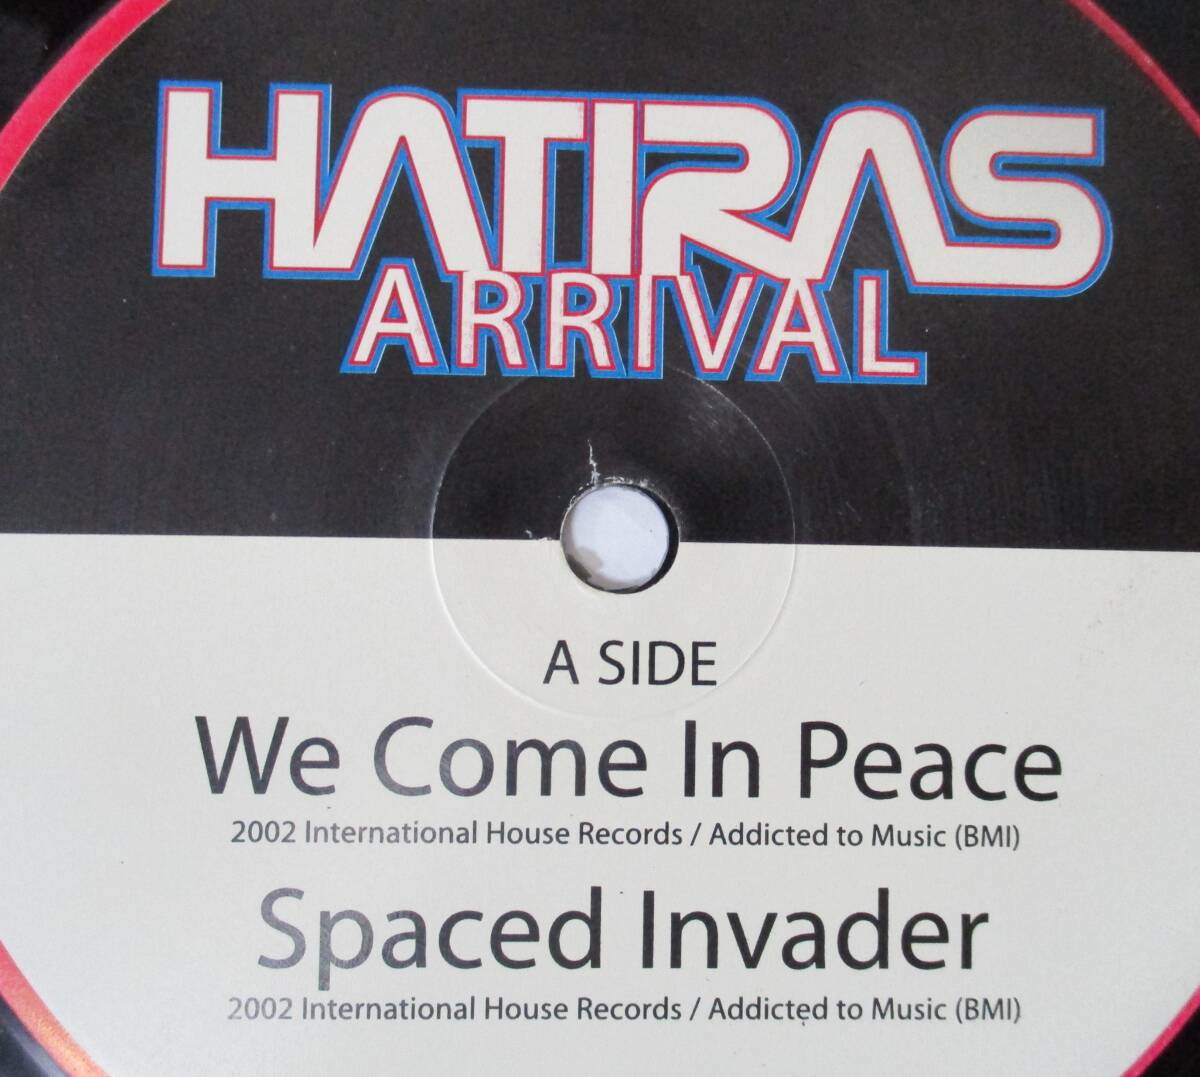 HATIRAS
ARRIVAL
A SIDE
We Come In Peace
2002 International House Records / Addicted to Music (BMI)
Spaced Invader
2002 International House Records / Addicted to Music (BMI)